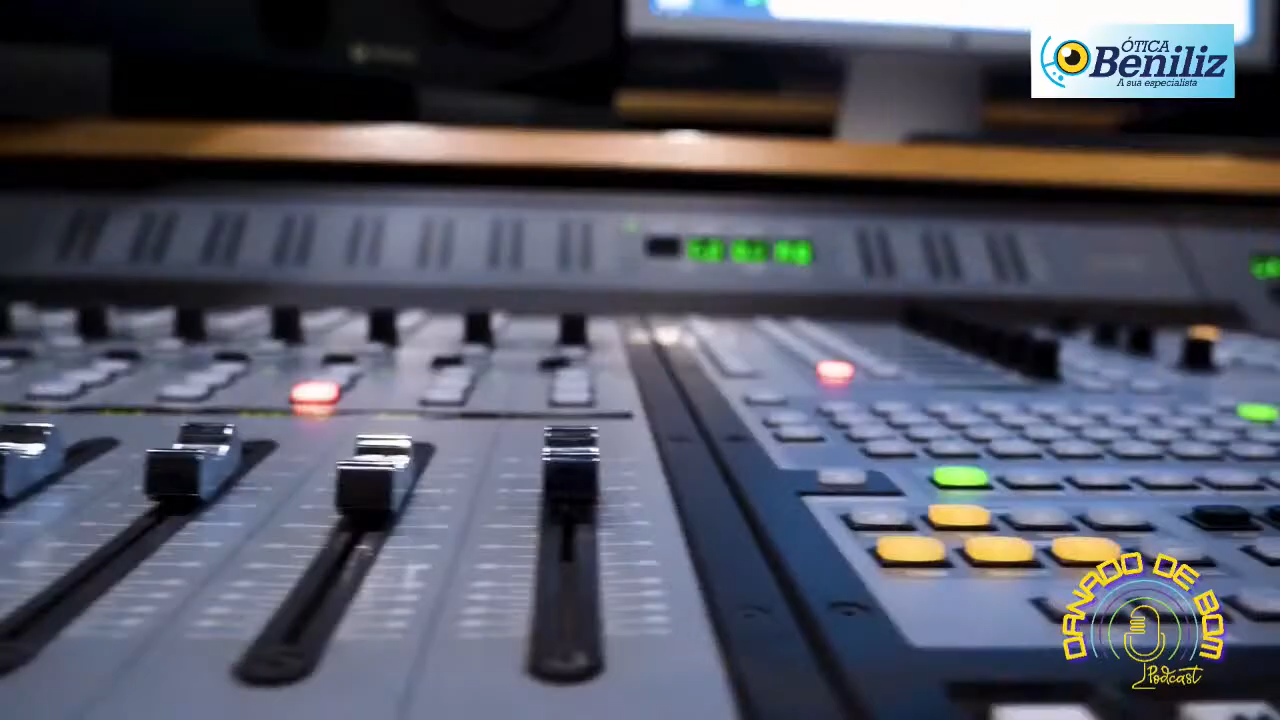 ÓTICA
Beniliz
A sua especialista
DANADO DE BOM
Podcast